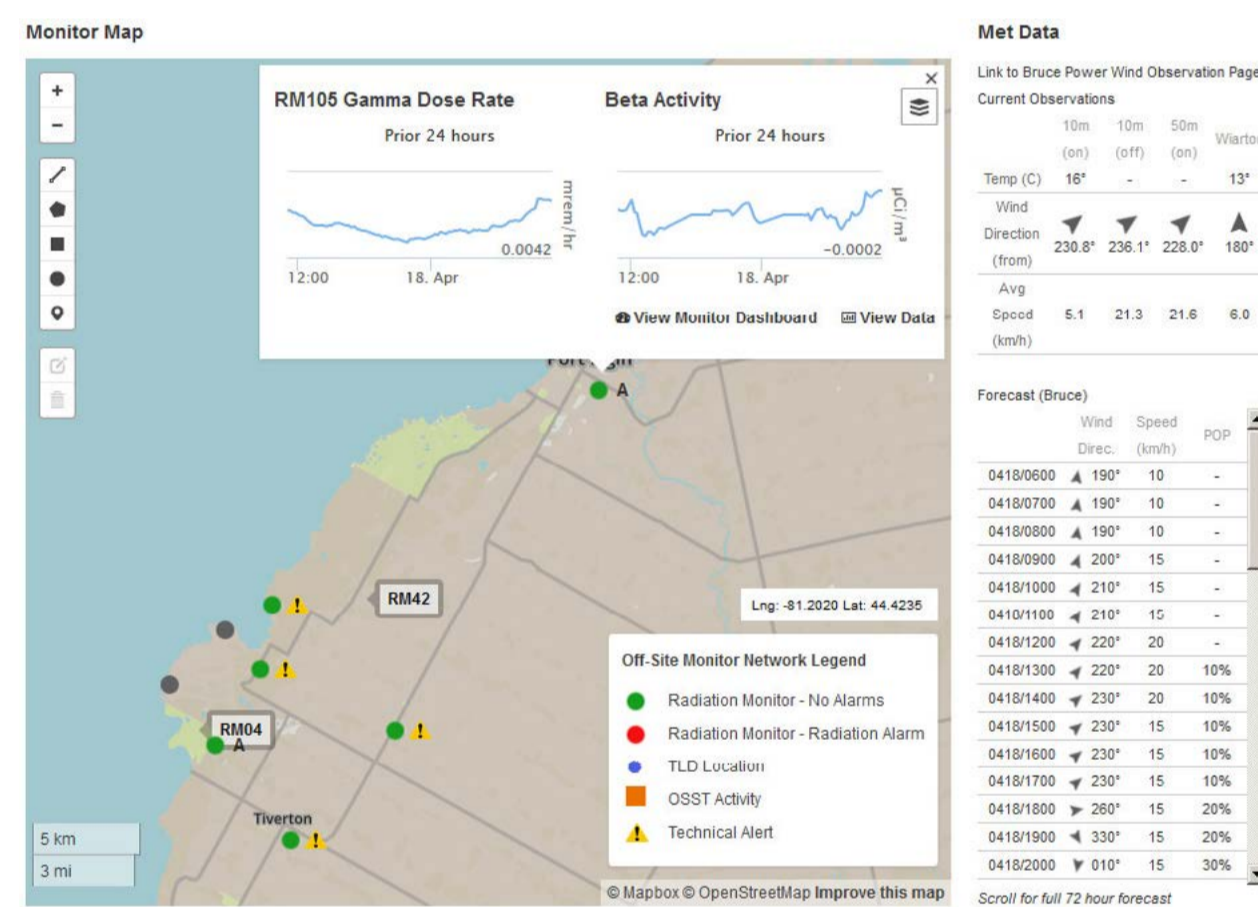 Monitor Map
+
−
RM105 Gamma Dose Rate
Prior 24 hours
mrem/hr
0.0042
12:00 18. Apr
Beta Activity
Prior 24 hours
µCi/m³
−0.0002
12:00 18. Apr
×
View Monitor Dashboard View Data
A
RM42
RM04
A
Tiverton
5 km
3 mi
Lng: -81.2020 Lat: 44.4235
Off-Site Monitor Network Legend
Radiation Monitor - No Alarms
Radiation Monitor - Radiation Alarm
TLD Location
OSST Activity
Technical Alert
© Mapbox © OpenStreetMap Improve this map
Met Data
Link to Bruce Power Wind Observation Page
Current Observations
10m (on) 10m (off) 50m (on) Wiarton
Temp (C) 16° - - 13°
Wind Direction (from) 230.8° 236.1° 228.0° 180°
Avg Speed (km/h) 5.1 21.3 21.6 6.0
Forecast (Bruce)
Wind Direc. Speed (km/h) POP
0418/0600 190° 10 -
0418/0700 190° 10 -
0418/0800 190° 10 -
0418/0900 200° 15 -
0418/1000 210° 15 -
0410/1100 210° 15 -
0418/1200 220° 20 -
0418/1300 220° 20 10%
0418/1400 230° 20 10%
0418/1500 230° 15 10%
0418/1600 230° 15 10%
0418/1700 230° 15 10%
0418/1800 260° 15 20%
0418/1900 330° 15 20%
0418/2000 010° 15 30%
Scroll for full 72 hour forecast